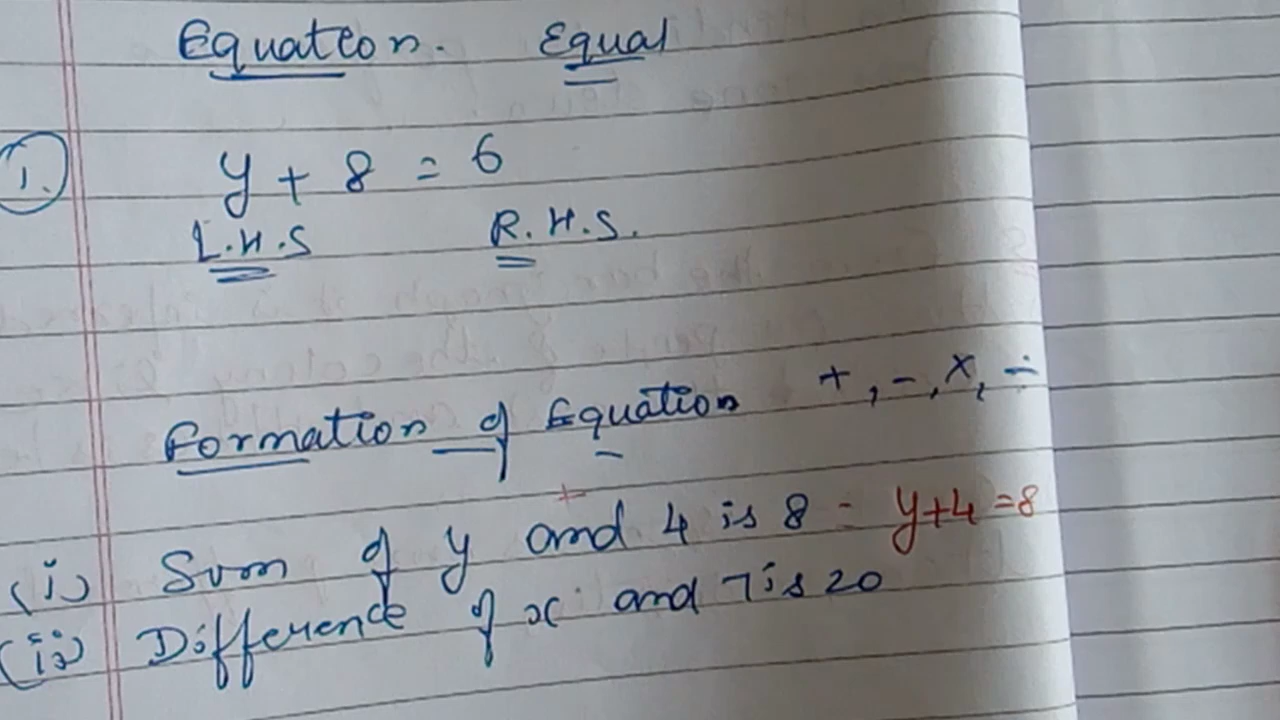 Equation. Equal
1. y + 8 = 6
L.H.S R.H.S.
Formation of Equation +, -, x, ÷
+
(i) Sum of y and 4 is 8 - y+4=8
(ii) Difference of x and 7 is 20